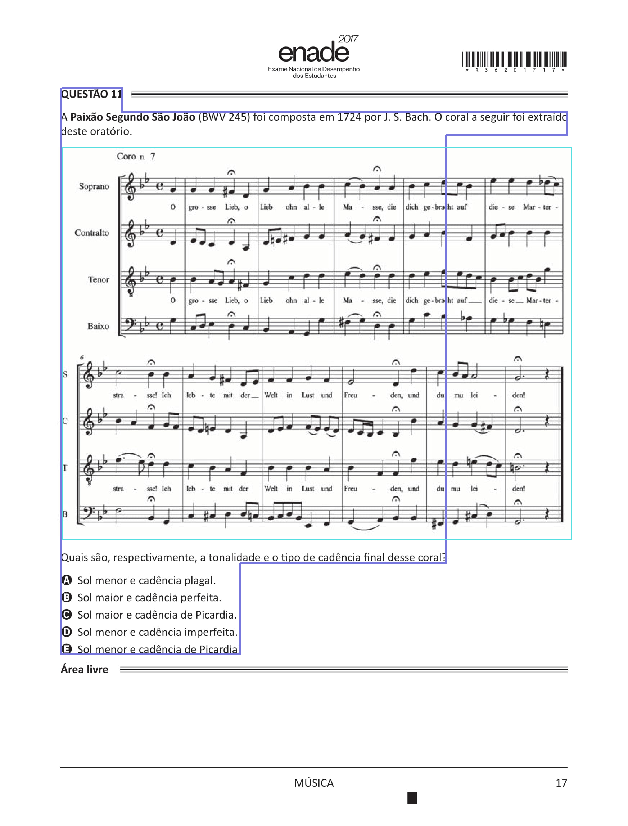 enade 2017
Exame Nacional de Desempenho
dos Estudantes
*R3620171 7*
QUESTÃO 11
A Paixão Segundo São João (BWV 245) foi composta em 1724 por J. S. Bach. O coral a seguir foi extraído
deste oratório.
Coro n 7
Soprano
O gro - sse Lieb, o Lieb ohn al - le Ma - sse, die dich ge-bracht auf die - se Mar - ter -
Contralto
Tenor
O gro - sse Lieb, o Lieb ohn al - le Ma - sse, die dich ge-bracht auf die - se Mar - ter -
Baixo
6
S
stra - sse! Ich leb - te mit der Welt in Lust und Freu - den, und du mu lei - den!
C
T
stra - sse! Ich leb - te mit der Welt in Lust und Freu - den, und du mu lei - den!
B
Quais são, respectivamente, a tonalidade e o tipo de cadência final desse coral?
A Sol menor e cadência plagal.
B Sol maior e cadência perfeita.
C Sol maior e cadência de Picardia.
D Sol menor e cadência imperfeita.
E Sol menor e cadência de Picardia.
Área livre
MÚSICA 17